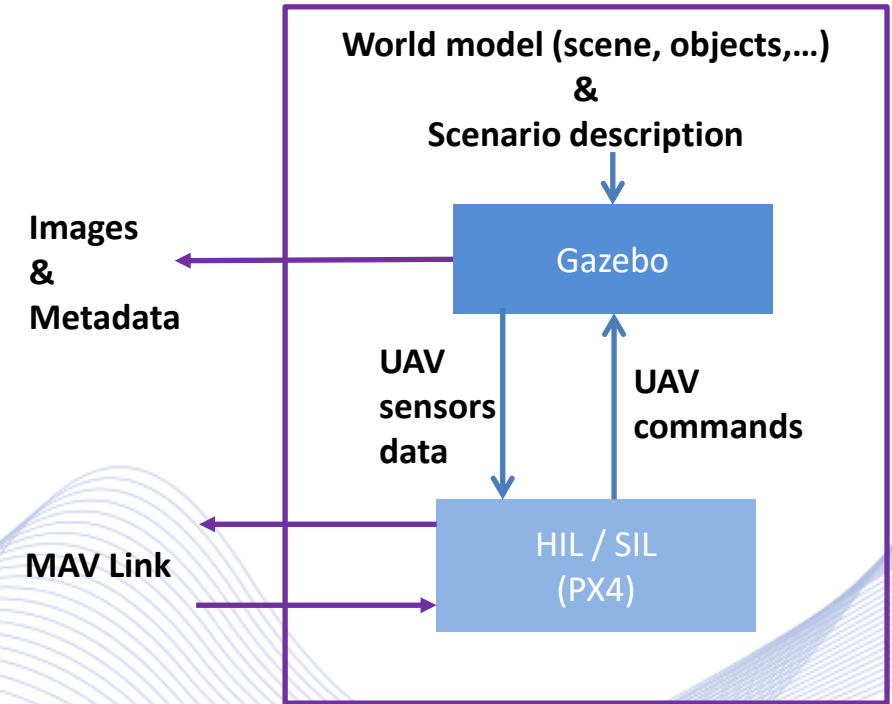 World model (scene, objects,...)
&
Scenario description
Images
&
Metadata
Gazebo
UAV
sensors
data
UAV
commands
MAV Link
HIL / SIL
(PX4)